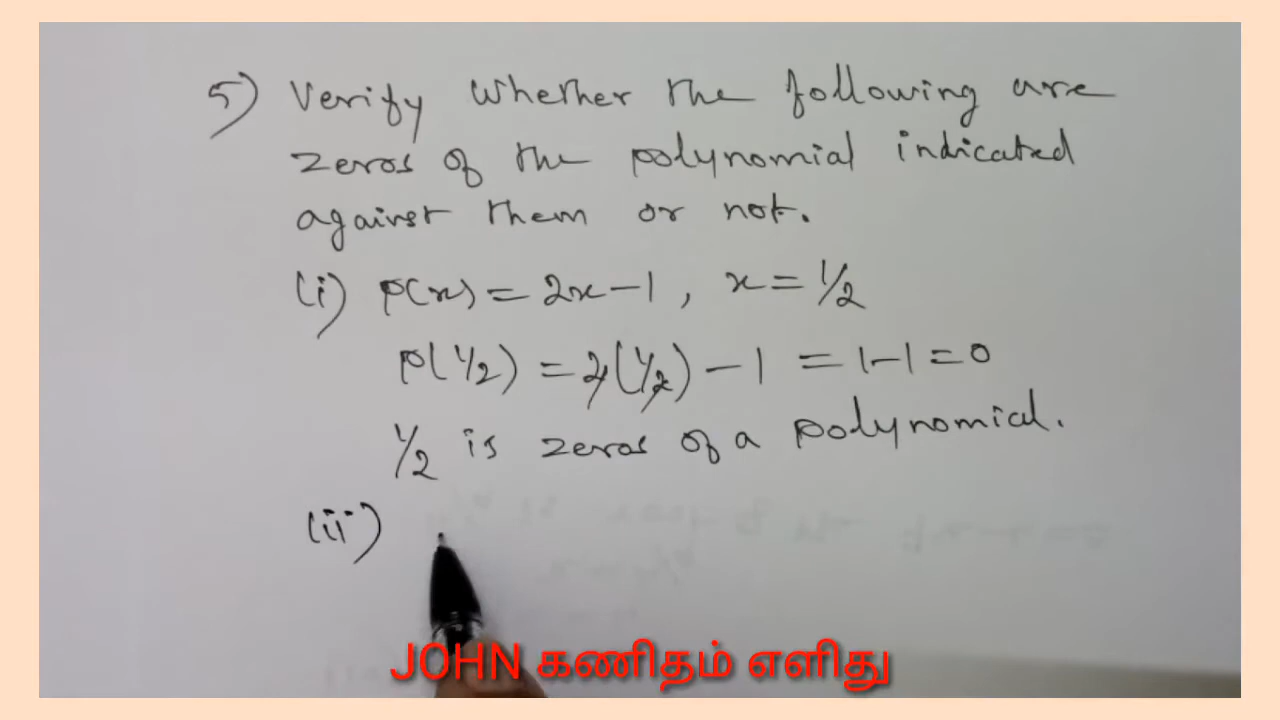 5) Verify whether the following are
zeros of the polynomial indicated
against them or not.
(i) p(x) = 2x-1, x = 1/2
p(1/2) = 2(1/2) - 1 = 1-1 = 0
1/2 is zeros of a polynomial.
(ii)
JOHN கணிதம் எளிது